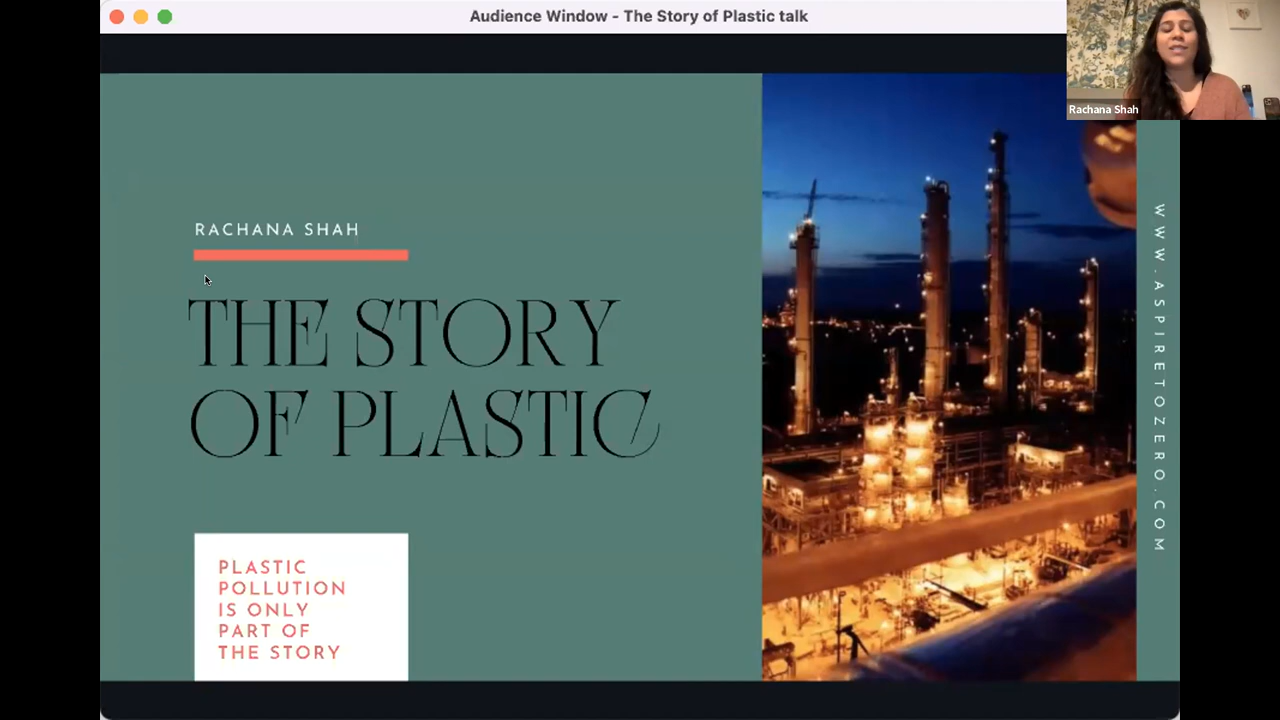 Audience Window - The Story of Plastic talk
Rachana Shah
RACHANA SHAH
THE STORY
OF PLASTIC
PLASTIC
POLLUTION
IS ONLY
PART OF
THE STORY
WWW.ASPIRETOZERO.COM